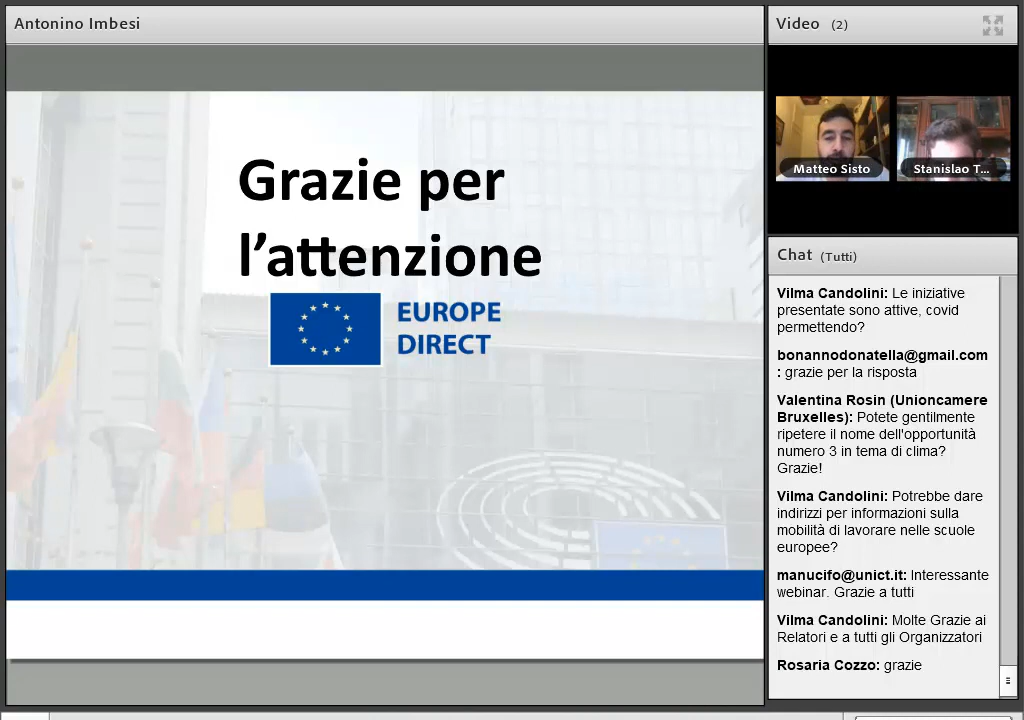 Antonino Imbesi
Grazie per
l'attenzione
EUROPE
DIRECT
Video (2)
Matteo Sisto
Stanislao T...
Chat (Tutti)
Vilma Candolini: Le iniziative
presentate sono attive, covid
permettendo?
bonannodonatella@gmail.com
: grazie per la risposta
Valentina Rosin (Unioncamere
Bruxelles): Potete gentilmente
ripetere il nome dell'opportunità
numero 3 in tema di clima?
Grazie!
Vilma Candolini: Potrebbe dare
indirizzi per informazioni sulla
mobilità di lavorare nelle scuole
europee?
manucifo@unict.it: Interessante
webinar. Grazie a tutti
Vilma Candolini: Molte Grazie ai
Relatori e a tutti gli Organizzatori
Rosaria Cozzo: grazie